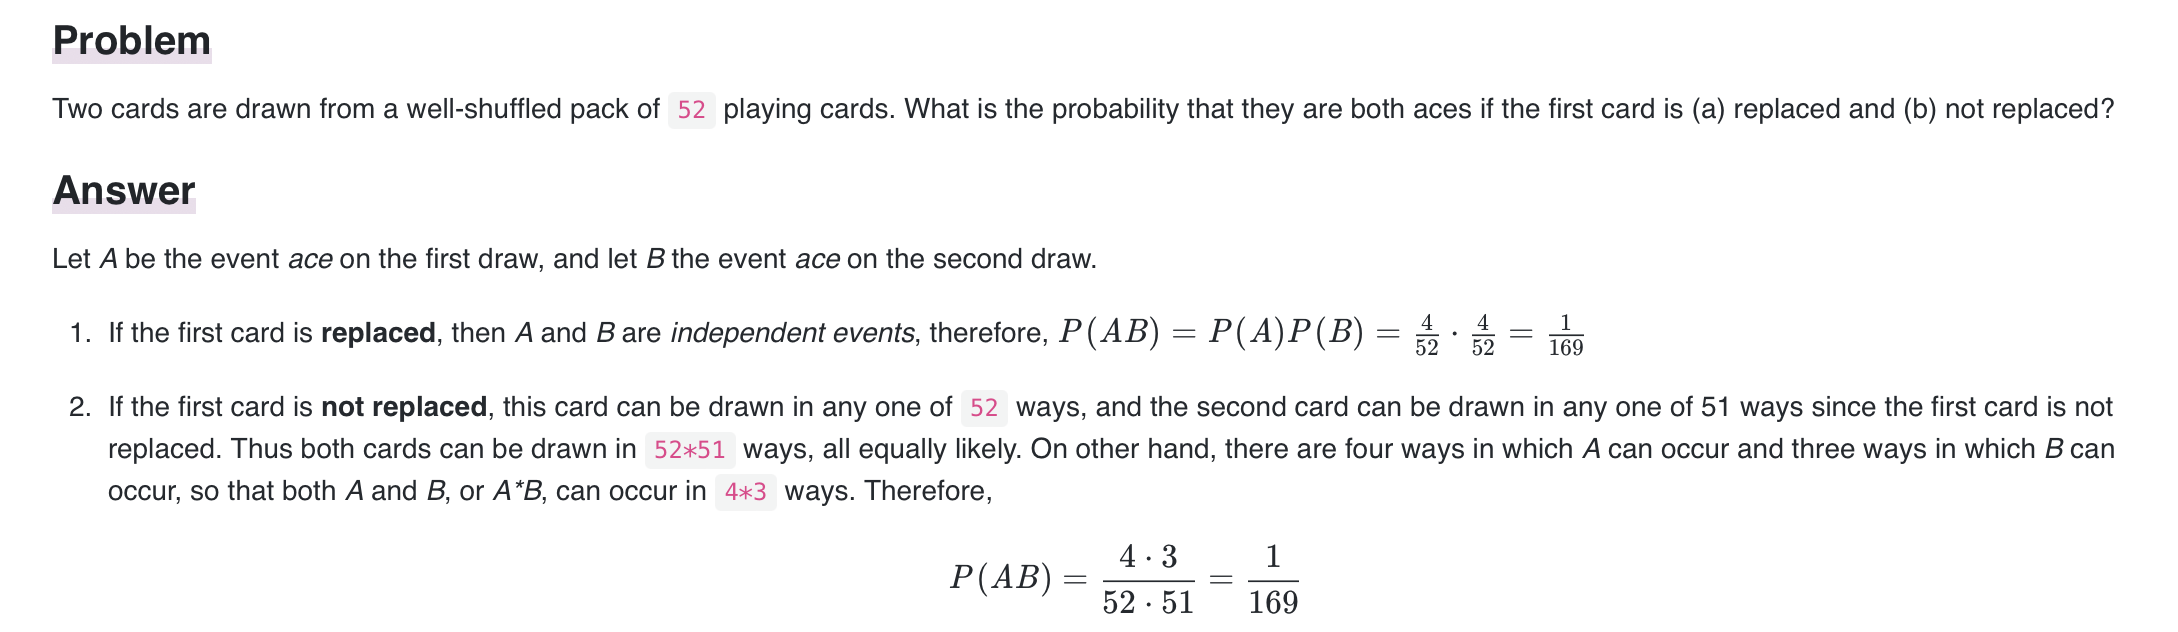 Problem
Two cards are drawn from a well-shuffled pack of 52 playing cards. What is the probability that they are both aces if the first card is (a) replaced and (b) not replaced?
Answer
Let A be the event ace on the first draw, and let B the event ace on the second draw.
1. If the first card is replaced, then A and B are independent events, therefore, P(AB) = P(A)P(B) = 4/52 · 4/52 = 1/169
2. If the first card is not replaced, this card can be drawn in any one of 52 ways, and the second card can be drawn in any one of 51 ways since the first card is not
replaced. Thus both cards can be drawn in 52*51 ways, all equally likely. On other hand, there are four ways in which A can occur and three ways in which B can
occur, so that both A and B, or A*B, can occur in 4*3 ways. Therefore,
P(AB) = 4 · 3 / 52 · 51 = 1/169